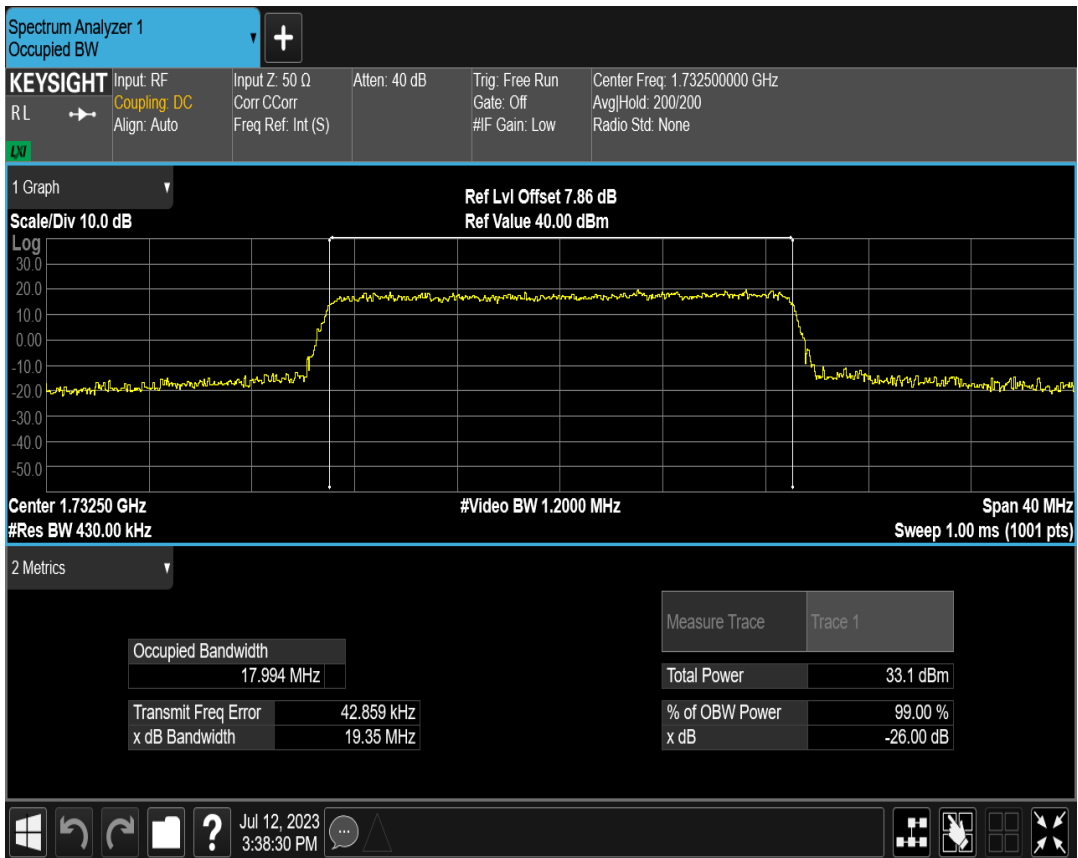 Spectrum Analyzer 1
Occupied BW
KEYSIGHT
RL
LXI
Input: RF
Coupling: DC
Align: Auto
Input Z: 50 Ω
Corr CCorr
Freq Ref: Int (S)
Atten: 40 dB
Trig: Free Run
Gate: Off
#IF Gain: Low
Center Freq: 1.732500000 GHz
Avg|Hold: 200/200
Radio Std: None
1 Graph
Scale/Div 10.0 dB
Ref Lvl Offset 7.86 dB
Ref Value 40.00 dBm
Log
30.0
20.0
10.0
0.00
-10.0
-20.0
-30.0
-40.0
-50.0
Center 1.73250 GHz
#Video BW 1.2000 MHz
Span 40 MHz
#Res BW 430.00 kHz
Sweep 1.00 ms (1001 pts)
2 Metrics
Occupied Bandwidth
17.994 MHz
Transmit Freq Error 42.859 kHz
x dB Bandwidth 19.35 MHz
Measure Trace Trace 1
Total Power 33.1 dBm
% of OBW Power 99.00 %
x dB -26.00 dB
?
Jul 12, 2023
3:38:30 PM